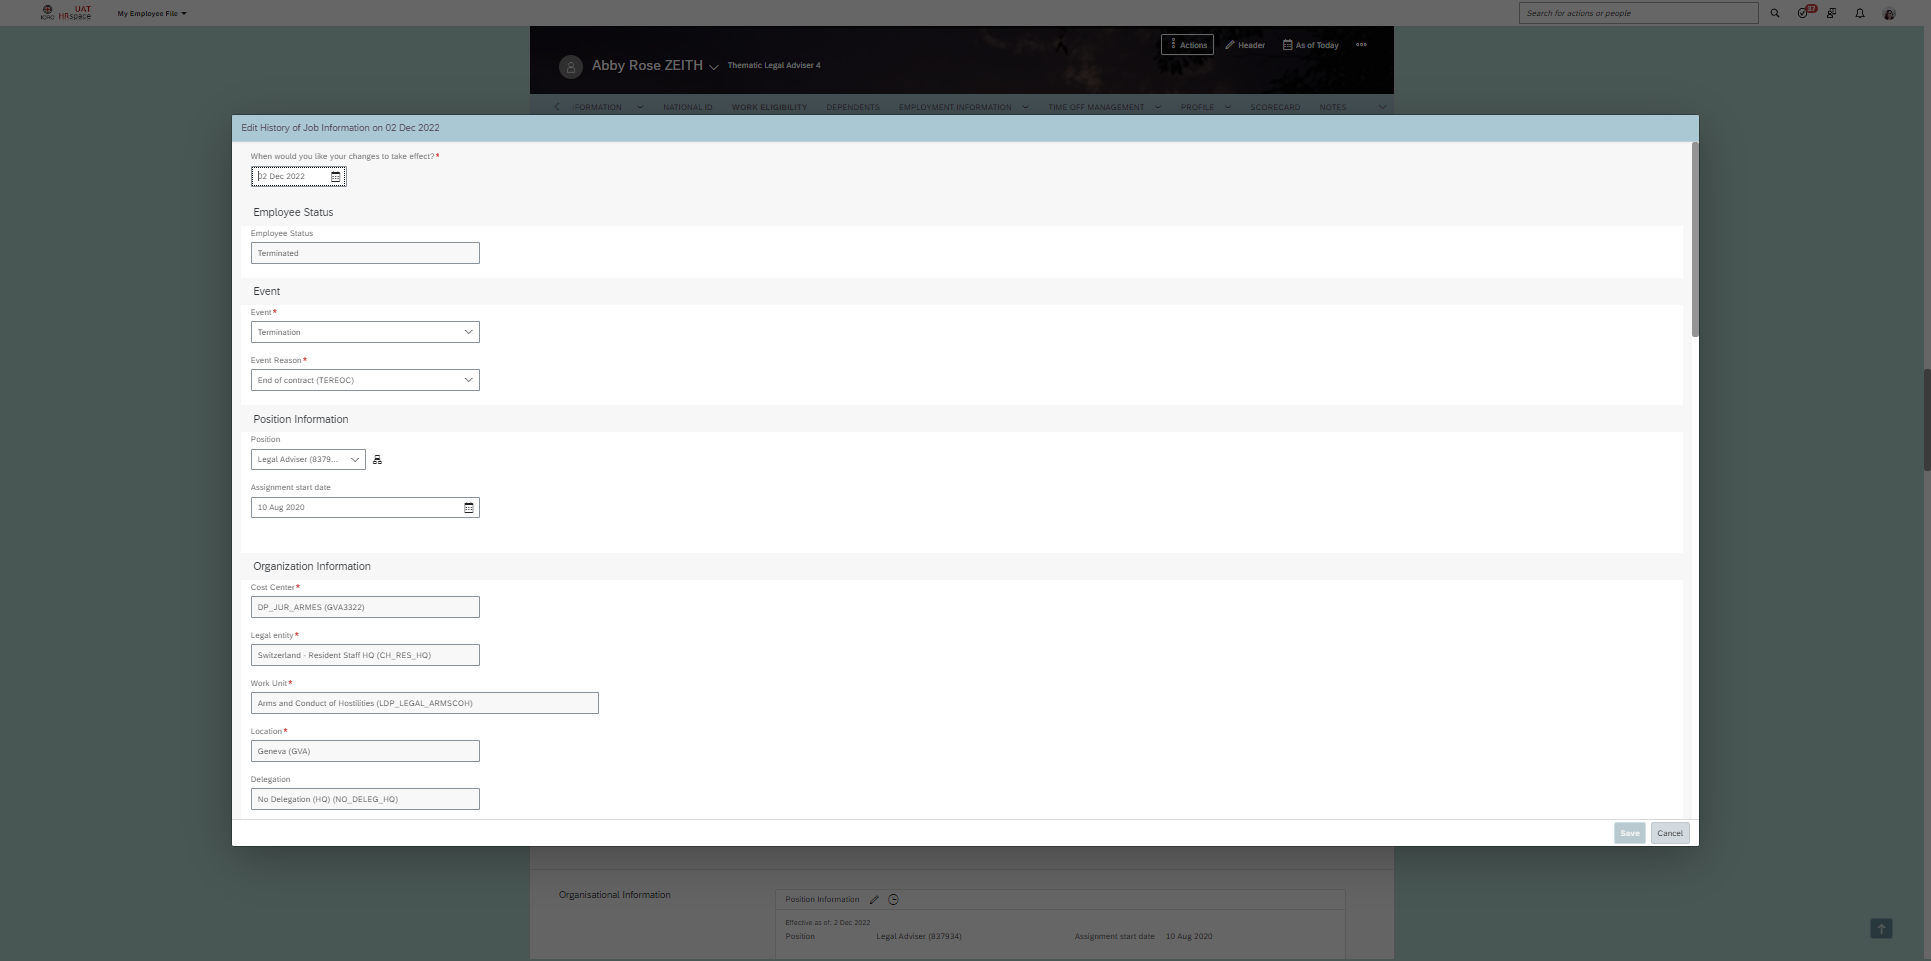 ICRC
UAT
HRspace
My Employee File
Search for actions or people
37
Actions
Header
As of Today
Abby Rose ZEITH
Thematic Legal Adviser 4
FORMATION
NATIONAL ID
WORK ELIGIBILITY
DEPENDENTS
EMPLOYMENT INFORMATION
TIME OFF MANAGEMENT
PROFILE
SCORECARD
NOTES
Edit History of Job Information on 02 Dec 2022
When would you like your changes to take effect?*
02 Dec 2022
Employee Status
Employee Status
Terminated
Event
Event*
Termination
Event Reason*
End of contract (TEREOC)
Position Information
Position
Legal Adviser (8379...
Assignment start date
10 Aug 2020
Organization Information
Cost Center*
DP_JUR_ARMES (GVA3322)
Legal entity*
Switzerland - Resident Staff HQ (CH_RES_HQ)
Work Unit*
Arms and Conduct of Hostilities (LDP_LEGAL_ARMSCOH)
Location*
Geneva (GVA)
Delegation
No Delegation (HQ) (NO_DELEG_HQ)
Save
Cancel
Organisational Information
Position Information
Effective as of: 2 Dec 2022
Position
Legal Adviser (837934)
Assignment start date
10 Aug 2020